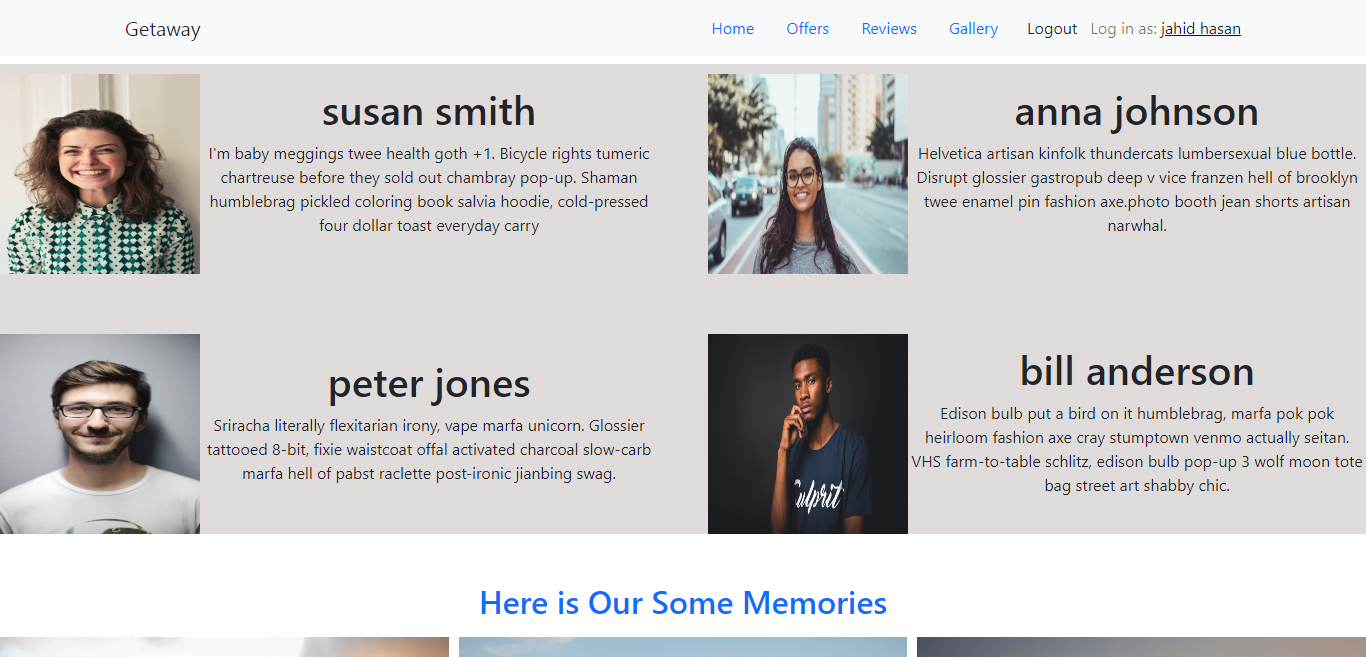 Getaway
Home Offers Reviews Gallery Logout Log in as: jahid hasan
susan smith
I'm baby meggings twee health goth +1. Bicycle rights tumeric
chartreuse before they sold out chambray pop-up. Shaman
humblebrag pickled coloring book salvia hoodie, cold-pressed
four dollar toast everyday carry
anna johnson
Helvetica artisan kinfolk thundercats lumbersexual blue bottle.
Disrupt glossier gastropub deep v vice franzen hell of brooklyn
twee enamel pin fashion axe.photo booth jean shorts artisan
narwhal.
peter jones
Sriracha literally flexitarian irony, vape marfa unicorn. Glossier
tattooed 8-bit, fixie waistcoat offal activated charcoal slow-carb
marfa hell of pabst raclette post-ironic jianbing swag.
bill anderson
Edison bulb put a bird on it humblebrag, marfa pok pok
heirloom fashion axe cray stumptown venmo actually seitan.
VHS farm-to-table schlitz, edison bulb pop-up 3 wolf moon tote
bag street art shabby chic.
Here is Our Some Memories